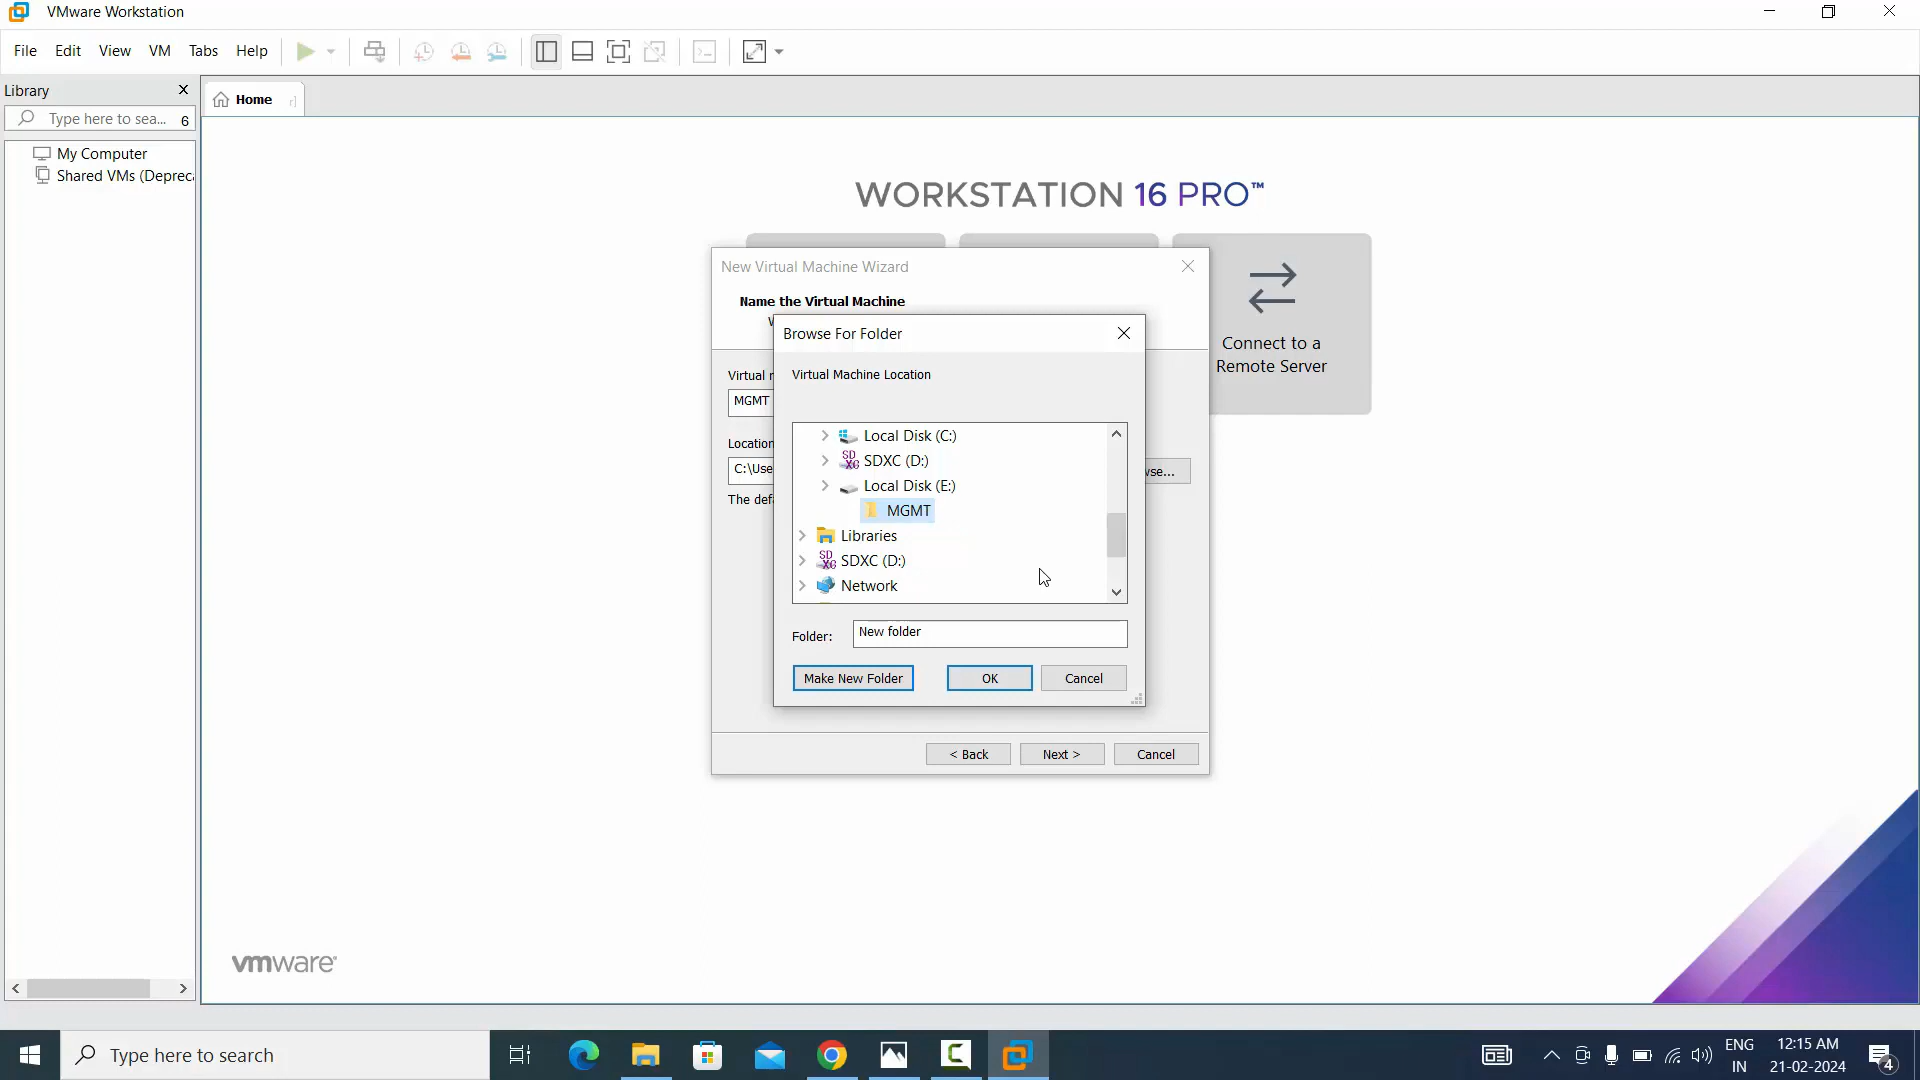 VMware Workstation
File Edit View VM Tabs Help
Library
Type here to sea... 6
My Computer
Shared VMs (Depreca
Home
WORKSTATION 16 PRO™
Connect to a
Remote Server
New Virtual Machine Wizard
Name the Virtual Machine
Virtual
MGMT
Location
C:\Use
The def
wse...
Browse For Folder
Virtual Machine Location
Local Disk (C:)
SDXC (D:)
Local Disk (E:)
MGMT
Libraries
SDXC (D:)
Network
Folder: New folder
Make New Folder OK Cancel
< Back Next > Cancel
vmware
Type here to search
ENG
IN
12:15 AM
21-02-2024
4